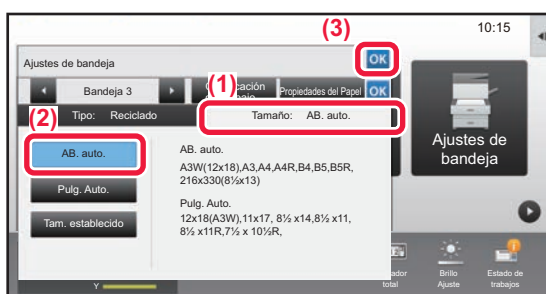 (3)
10:15
Ajustes de bandeja
OK
Bandeja 3
(1)
Propiedades del Papel
OK
(2)
Tipo: Reciclado
Tamaño: AB. auto.
AB. auto.
Pulg. Auto.
Tam. establecido
AB. auto.
A3W(12x18),A3,A4,A4R,B4,B5,B5R,
216x330(8½x13)
Pulg. Auto.
12x18(A3W),11x17, 8½ x14,8½ x11,
8½ x11R,7½ x 10½R,
Ajustes de
bandeja
total
Brillo
Ajuste
Estado de
trabajos
Y